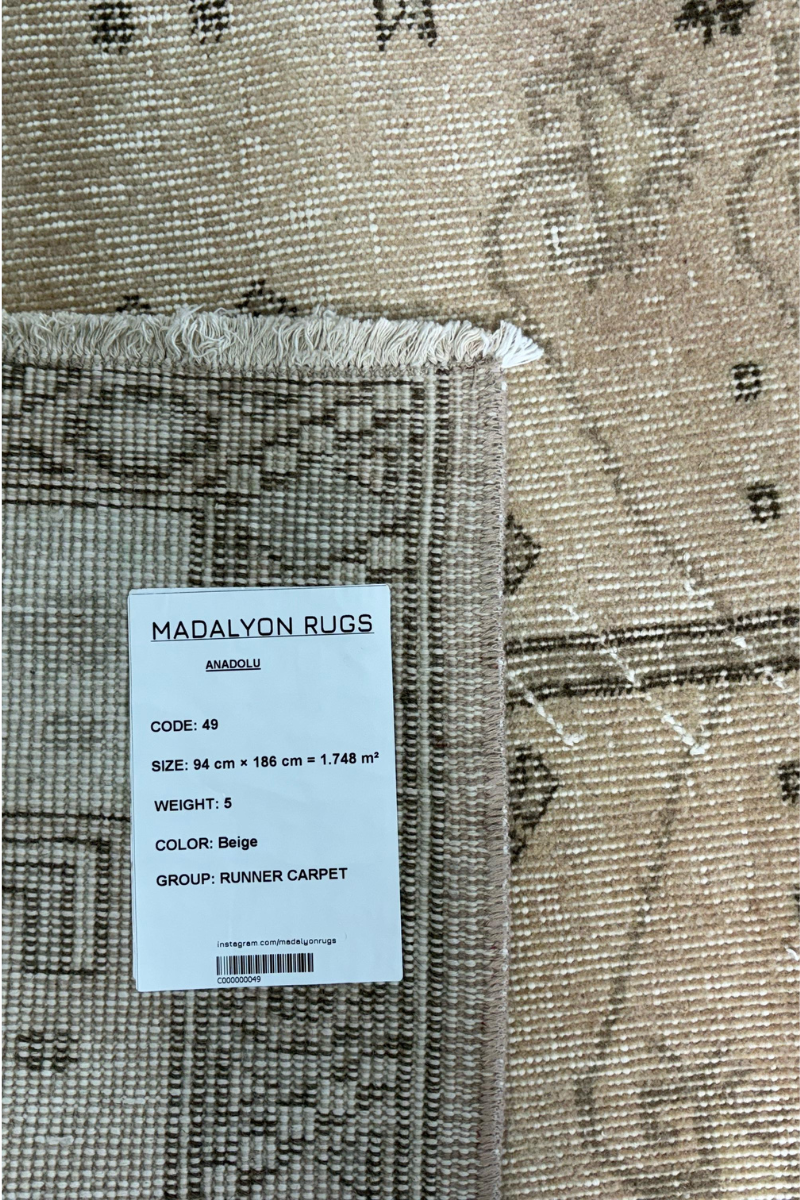 MADALYON RUGS
ANADOLU
CODE: 49
SIZE: 94 cm × 186 cm = 1.748 m²
WEIGHT: 5
COLOR: Beige
GROUP: RUNNER CARPET
instagram.com/madalyonrugs
C000000049